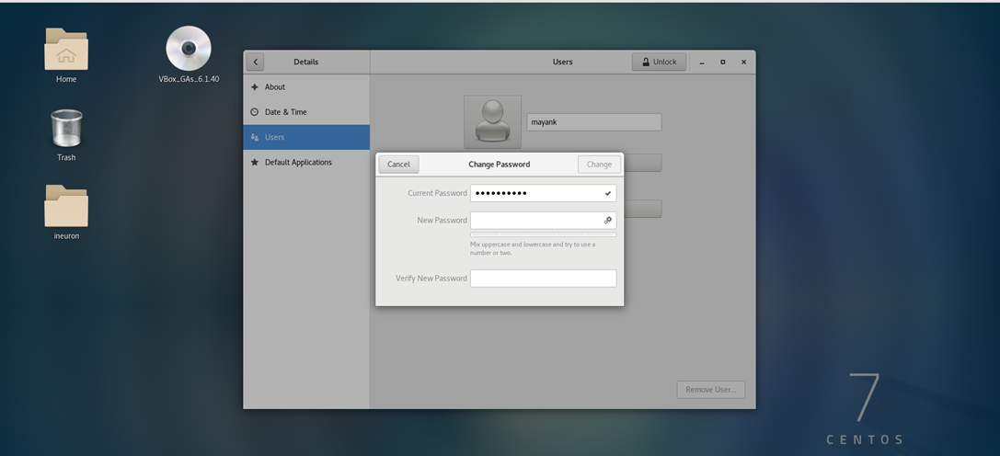 Home
VBox_GAs_6.1.40
Trash
ineuron
Details
Users
Unlock
About
Date & Time
Users
Default Applications
mayank
Cancel
Change Password
Change
Current Password
New Password
Mix uppercase and lowercase and try to use a
number or two.
Verify New Password
Remove User...
7
CENTOS